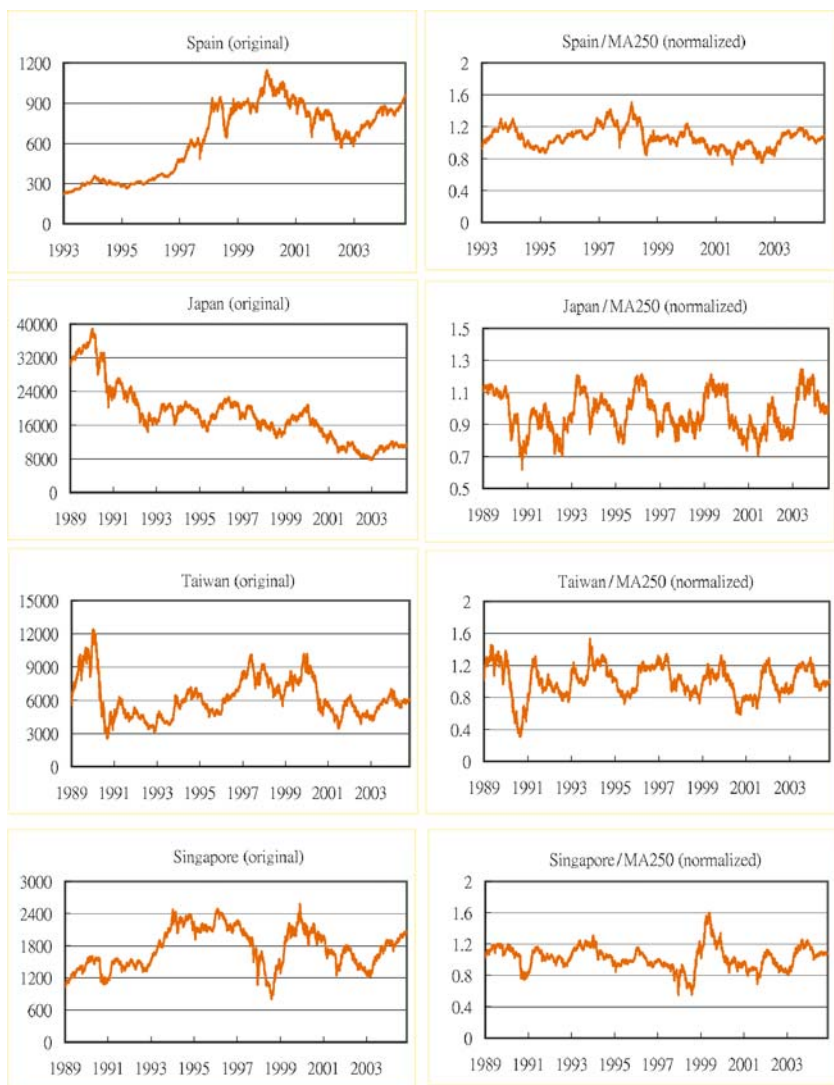 Spain (original)
1200
900
600
300
0
1993 1995 1997 1999 2001 2003
Spain/MA250 (normalized)
2
1.6
1.2
0.8
0.4
0
1993 1995 1997 1999 2001 2003
Japan (original)
40000
32000
24000
16000
8000
0
1989 1991 1993 1995 1997 1999 2001 2003
Japan/MA250 (normalized)
1.5
1.3
1.1
0.9
0.7
0.5
1989 1991 1993 1995 1997 1999 2001 2003
Taiwan (original)
15000
12000
9000
6000
3000
0
1989 1991 1993 1995 1997 1999 2001 2003
Taiwan/MA250 (normalized)
2
1.6
1.2
0.8
0.4
0
1989 1991 1993 1995 1997 1999 2001 2003
Singapore (original)
3000
2400
1800
1200
600
0
1989 1991 1993 1995 1997 1999 2001 2003
Singapore/MA250 (normalized)
2
1.6
1.2
0.8
0.4
0
1989 1991 1993 1995 1997 1999 2001 2003